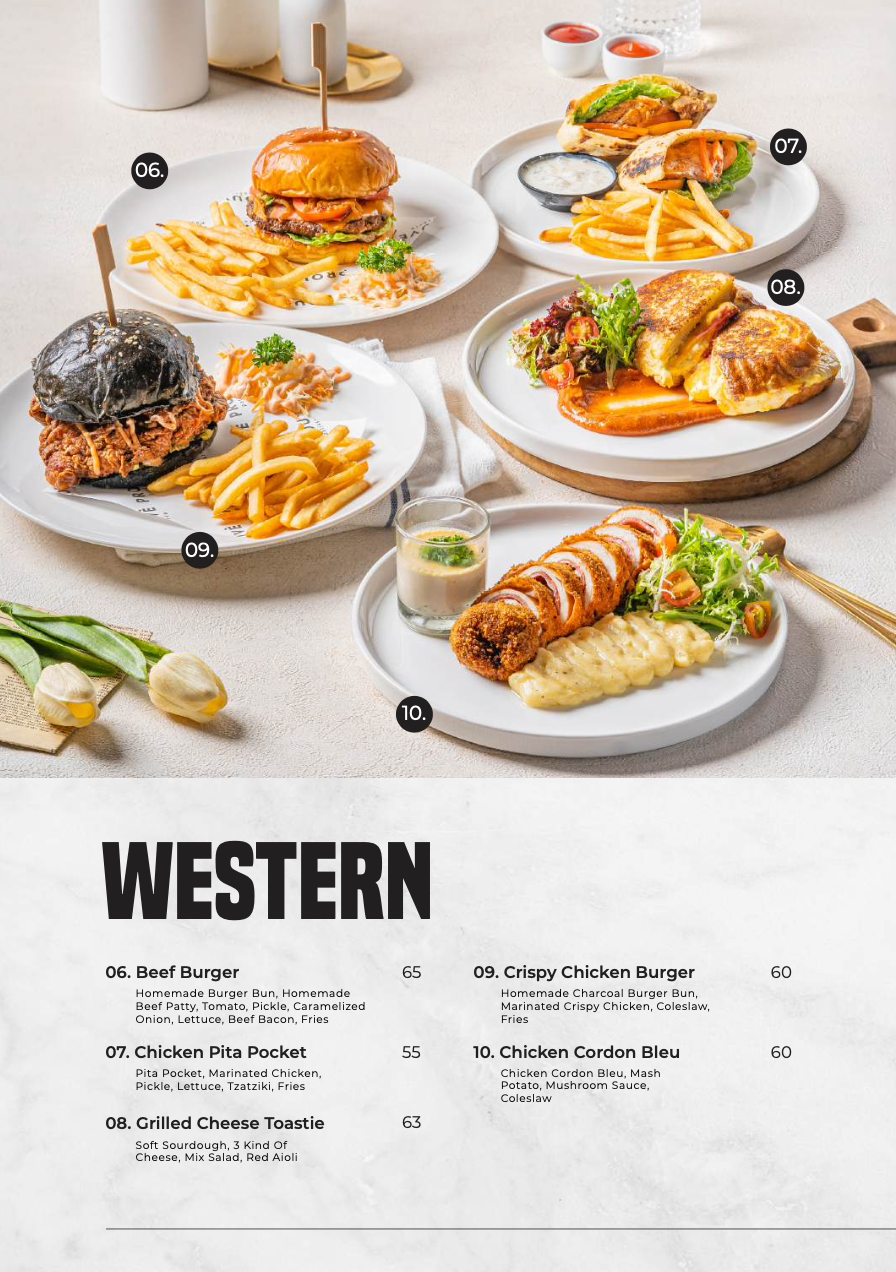 06.
07.
08.
09.
10.
WESTERN
06. Beef Burger 65
Homemade Burger Bun, Homemade
Beef Patty, Tomato, Pickle, Caramelized
Onion, Lettuce, Beef Bacon, Fries
07. Chicken Pita Pocket 55
Pita Pocket, Marinated Chicken,
Pickle, Lettuce, Tzatziki, Fries
08. Grilled Cheese Toastie 63
Soft Sourdough, 3 Kind Of
Cheese, Mix Salad, Red Aioli
09. Crispy Chicken Burger 60
Homemade Charcoal Burger Bun,
Marinated Crispy Chicken, Coleslaw,
Fries
10. Chicken Cordon Bleu 60
Chicken Cordon Bleu, Mash
Potato, Mushroom Sauce,
Coleslaw